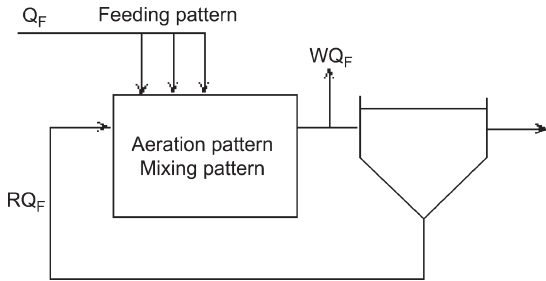 Q_F Feeding pattern
WQ_F
Aeration pattern
Mixing pattern
RQ_F